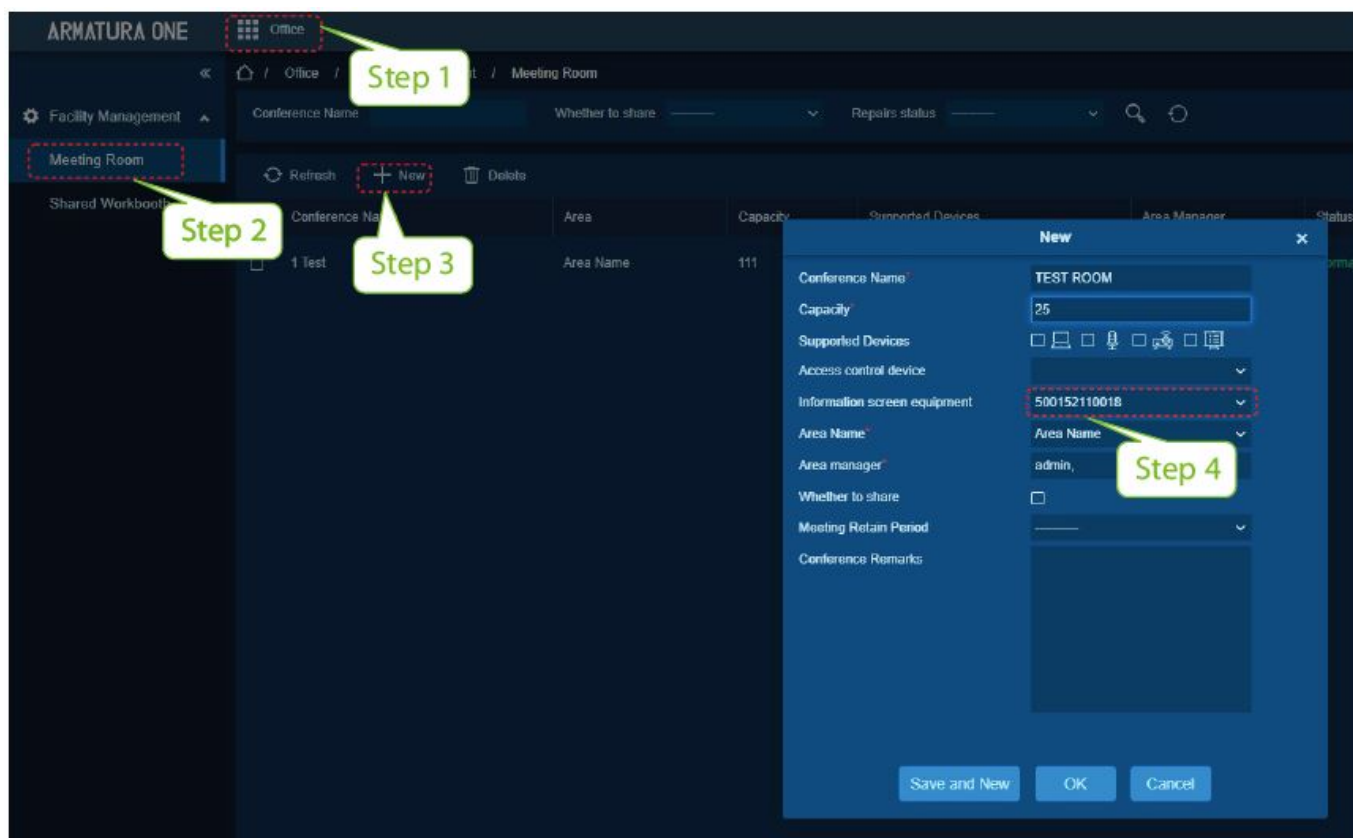 ARMATURA ONE Office
Step 1
/ Office / t / Meeting Room
Facility Management
Conference Name Whether to share --------- Repairs status ---------
Meeting Room
Refresh New Delete
Shared Workbooth
Step 2
Step 3
Conference Na Area Capacity Supported Devices Area Manager Status
1 Test Area Name 111 orma
New
Conference Name* TEST ROOM
Capacity* 25
Supported Devices
Access control device
Information screen equipment 500152110018
Area Name* Area Name
Area manager* admin,
Step 4
Whether to share
Meeting Retain Period ---------
Conference Remarks
Save and New OK Cancel